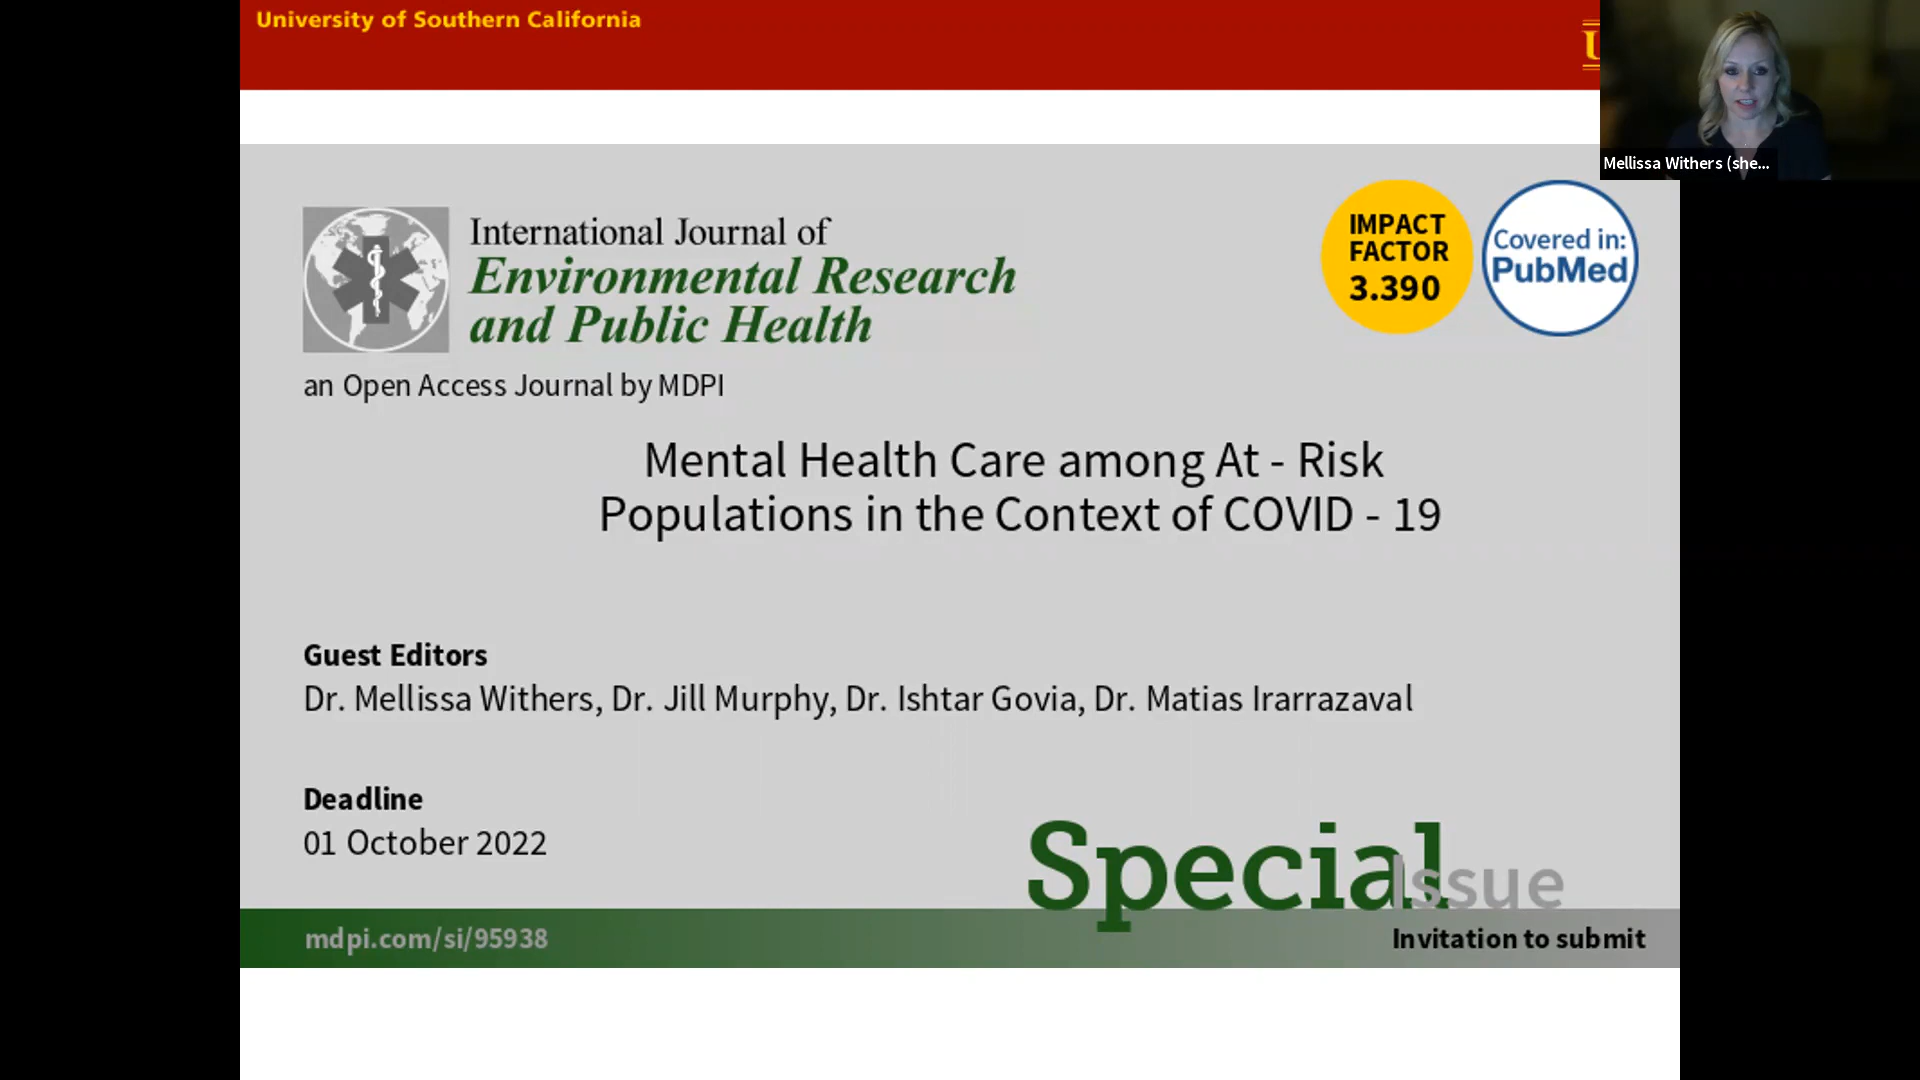 University of Southern California
U
Mellissa Withers (she...
International Journal of
Environmental Research
and Public Health
IMPACT
FACTOR
3.390
Covered in:
PubMed
an Open Access Journal by MDPI
Mental Health Care among At - Risk
Populations in the Context of COVID - 19
Guest Editors
Dr. Mellissa Withers, Dr. Jill Murphy, Dr. Ishtar Govia, Dr. Matias Irarrazaval
Deadline
01 October 2022
Special
Issue
mdpi.com/si/95938
Invitation to submit